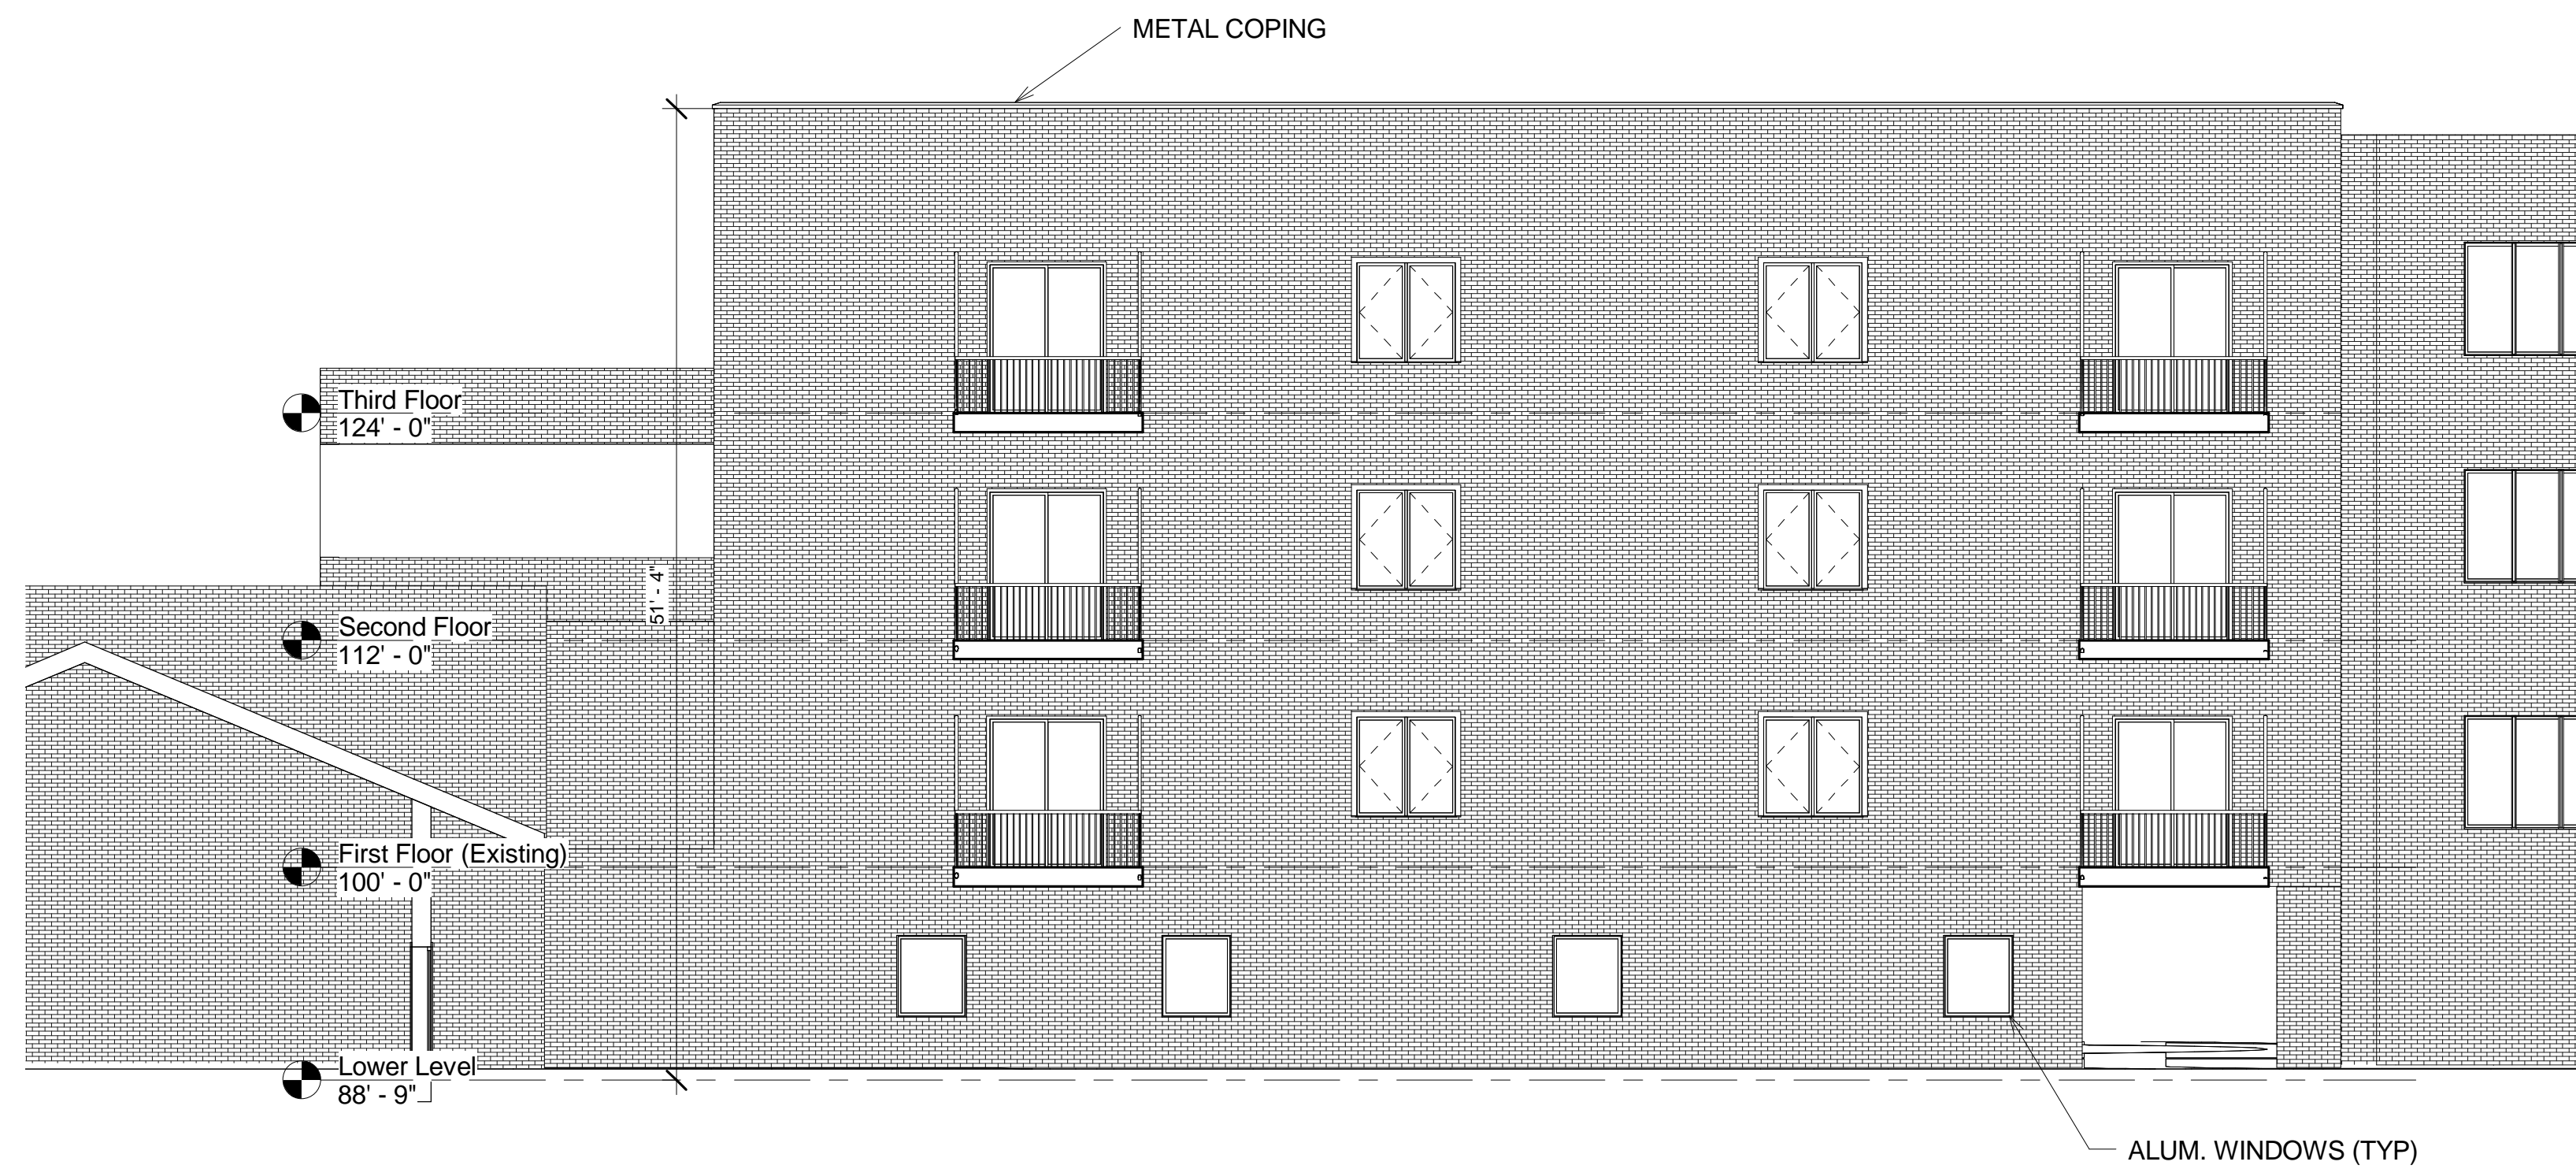 METAL COPING
Third Floor
124' - 0"
Second Floor
112' - 0"
51' - 4"
First Floor (Existing)
100' - 0"
Lower Level
88' - 9"
ALUM. WINDOWS (TYP)